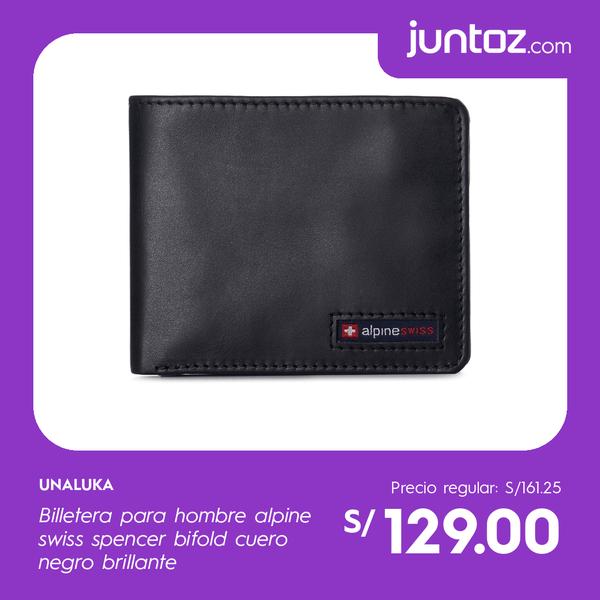 juntoz.com
alpineswiss
UNALUKA
Billetera para hombre alpine
swiss spencer bifold cuero
negro brillante
Precio regular: S/161.25
S/129.00